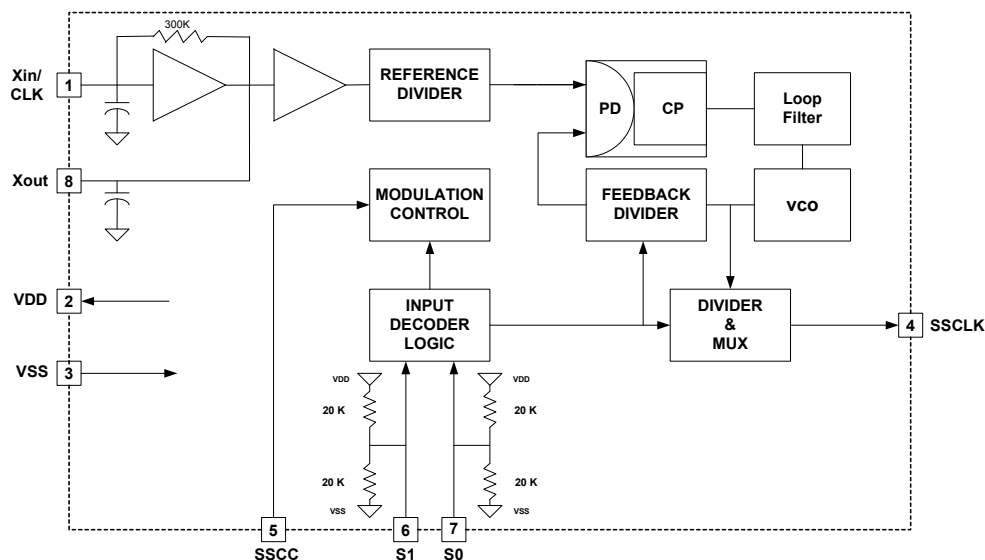 300K
Xin/
CLK
1
REFERENCE
DIVIDER
PD
CP
Loop
Filter
Xout
8
MODULATION
CONTROL
FEEDBACK
DIVIDER
vco
VDD
2
INPUT
DECODER
LOGIC
DIVIDER
&
MUX
4
SSCLK
VSS
3
VDD
VDD
20 K
20 K
20 K
20 K
VSS
VSS
5
6
7
SSCC
S1
S0